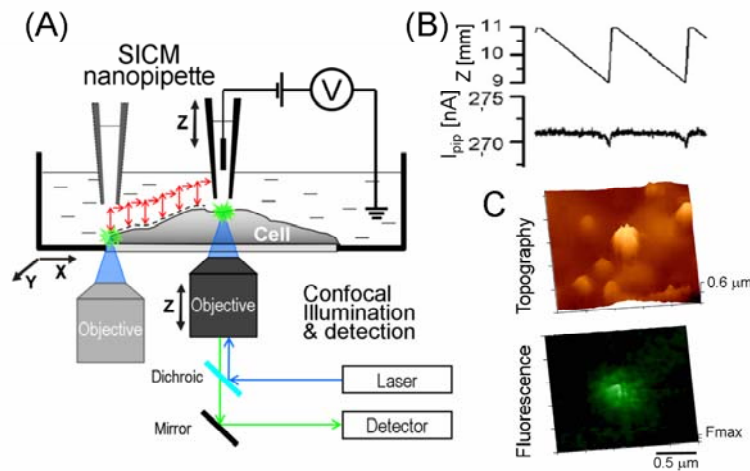 (A)
SICM
nanopipette
Z
V
Cell
Y
X
Objective
Z
Objective
Confocal
Illumination
& detection
Dichroic
Laser
Mirror
Detector
(B)
Z [mm]
11
10
9
Ipip [nA]
275
270
C
Topography
0.6 µm
Fluorescence
Fmax
0.5 µm